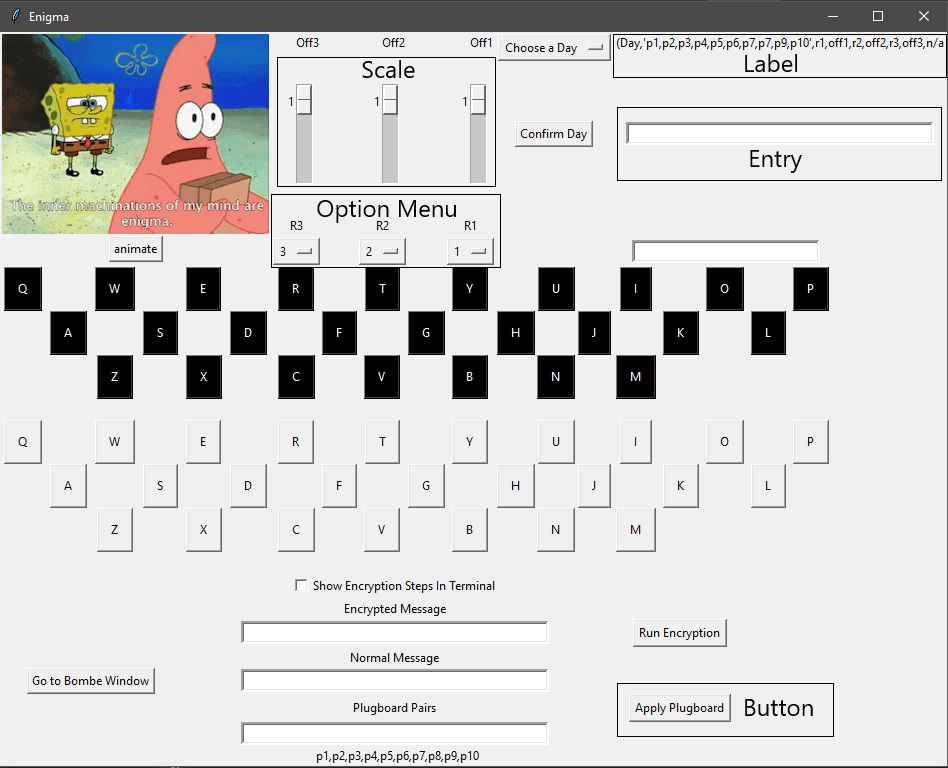 Enigma
Off3 Off2 Off1
Choose a Day
(Day,'p1,p2,p3,p4,p5,p6,p7,p7,p9,p10',r1,off1,r2,off2,r3,off3,n/a
Label
Scale
1 1 1
Confirm Day
Entry
The inner machinations of my mind are
enigma.
animate
Option Menu
R3 R2 R1
3 2 1
Q W E R T Y U I O P
A S D F G H J K L
Z X C V B N M
Q W E R T Y U I O P
A S D F G H J K L
Z X C V B N M
Show Encryption Steps In Terminal
Encrypted Message
Run Encryption
Normal Message
Go to Bombe Window
Plugboard Pairs
Apply Plugboard Button
p1,p2,p3,p4,p5,p6,p7,p8,p9,p10